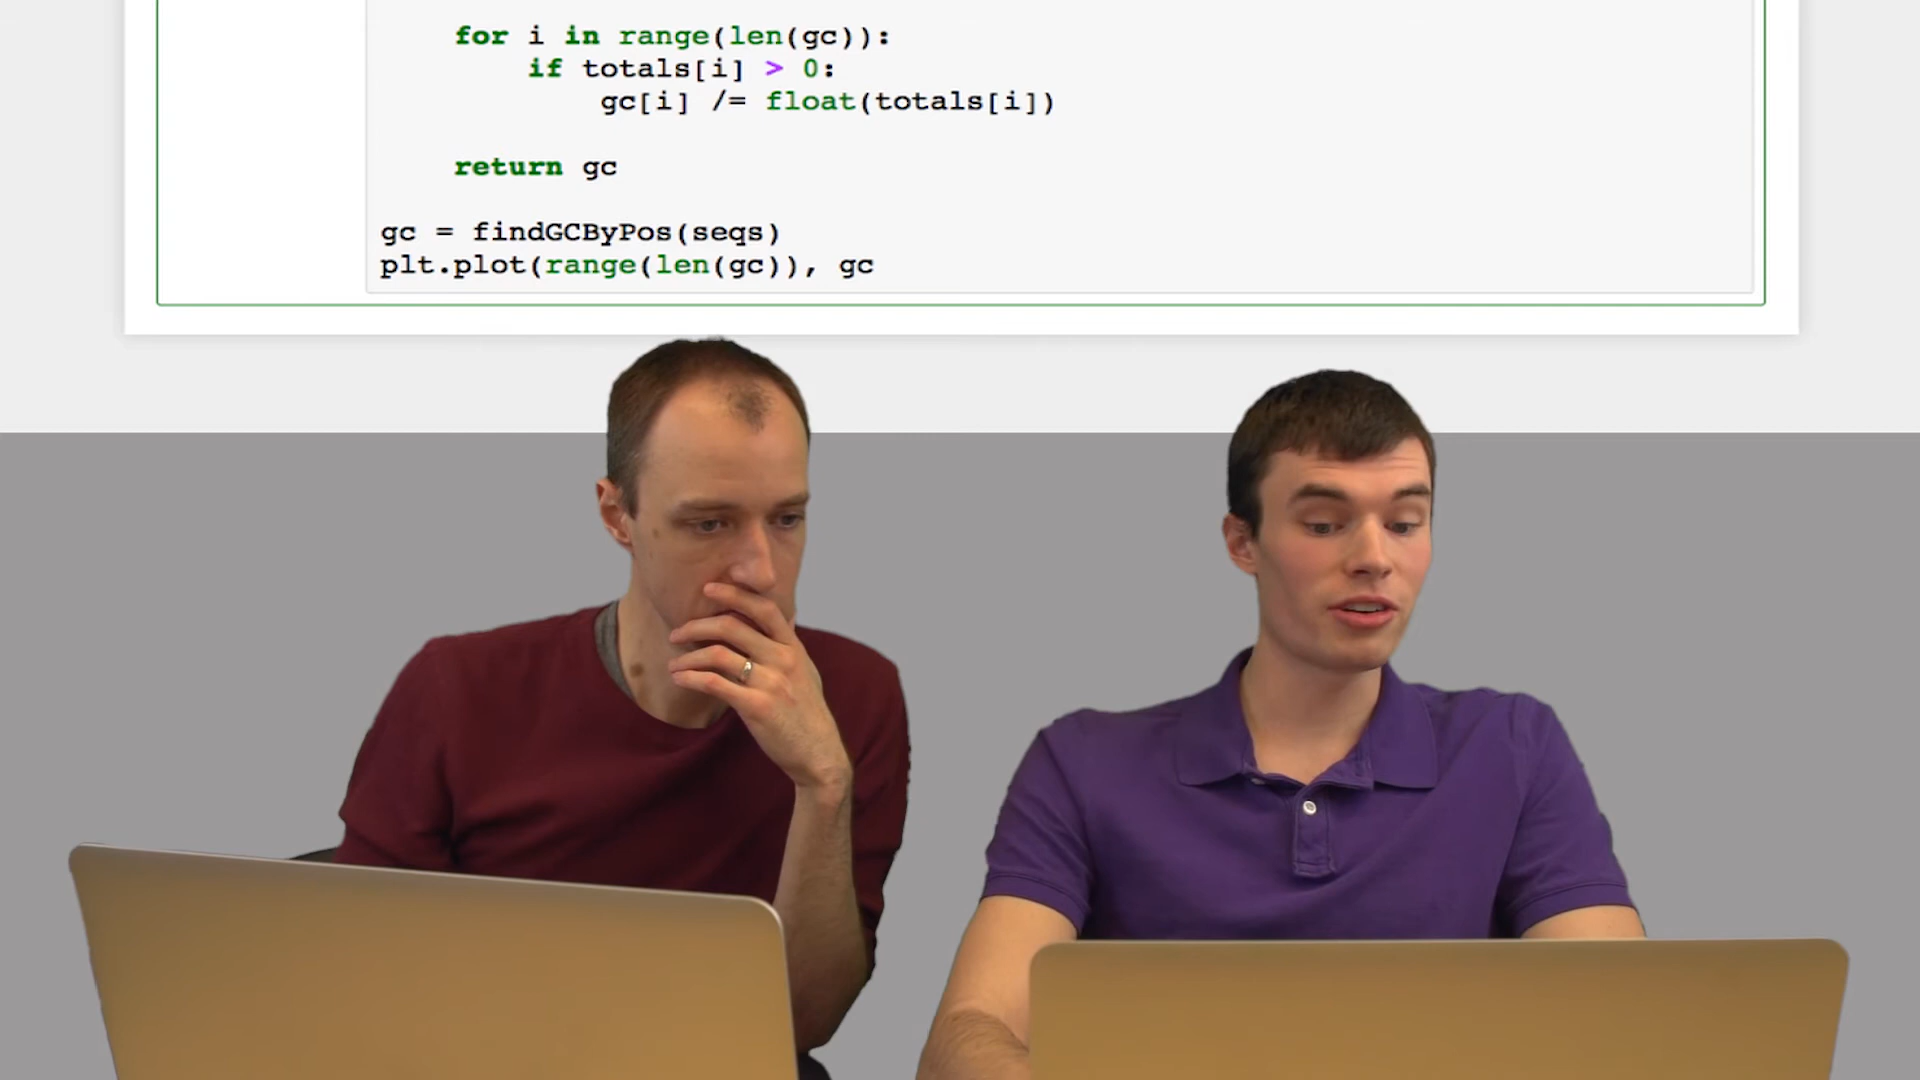 for i in range(len(gc)):
if totals[i] > 0:
gc[i] /= float(totals[i])
return gc
gc = findGCByPos(seqs)
plt.plot(range(len(gc)), gc